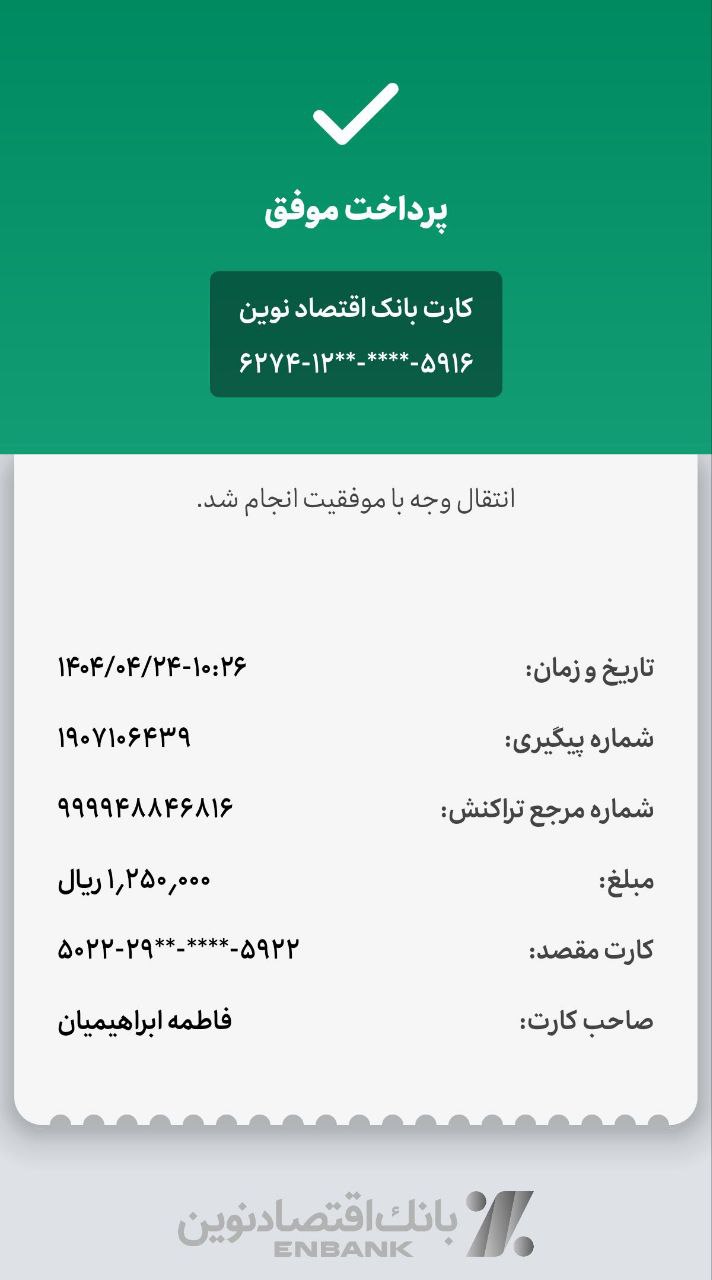 پرداخت موفق
کارت بانک اقتصاد نوین
۶۲۷۴-۱۲**-****-۵۹۱۶
انتقال وجه با موفقیت انجام شد.
تاریخ و زمان: ۱۴۰۴/۰۴/۲۴-۱۰:۲۶
شماره پیگیری: ۱۹۰۷۱۰۶۴۳۹
شماره مرجع تراکنش: ۹۹۹۹۴۸۸۴۶۸۱۶
مبلغ: ۱٬۲۵۰٬۰۰۰ ریال
کارت مقصد: ۵۰۲۲-۲۹**-****-۵۹۲۲
صاحب کارت: فاطمه ابراهیمیان
بانک اقتصاد نوین
ENBANK